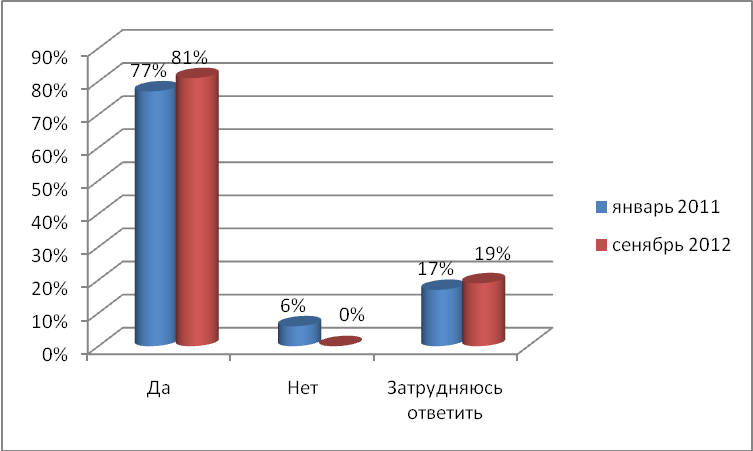 90%
80%
70%
60%
50%
40%
30%
20%
10%
0%
77%
81%
6%
0%
17%
19%
Да
Нет
Затрудняюсь
ответить
январь 2011
сенябрь 2012